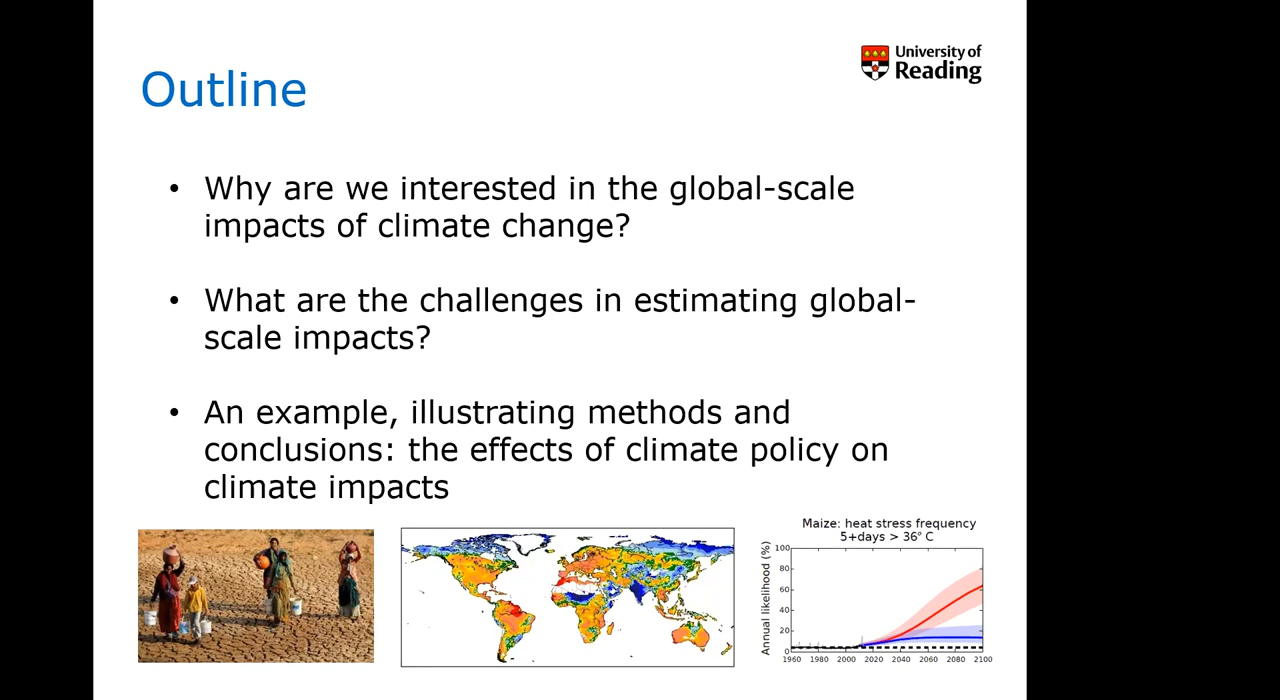 University of
Reading
Outline
• Why are we interested in the global-scale
impacts of climate change?
• What are the challenges in estimating global-
scale impacts?
• An example, illustrating methods and
conclusions: the effects of climate policy on
climate impacts
Maize: heat stress frequency
5+days > 36° C
Annual likelihood (%)
100
80
60
40
20
0
1960 1980 2000 2020 2040 2060 2080 2100